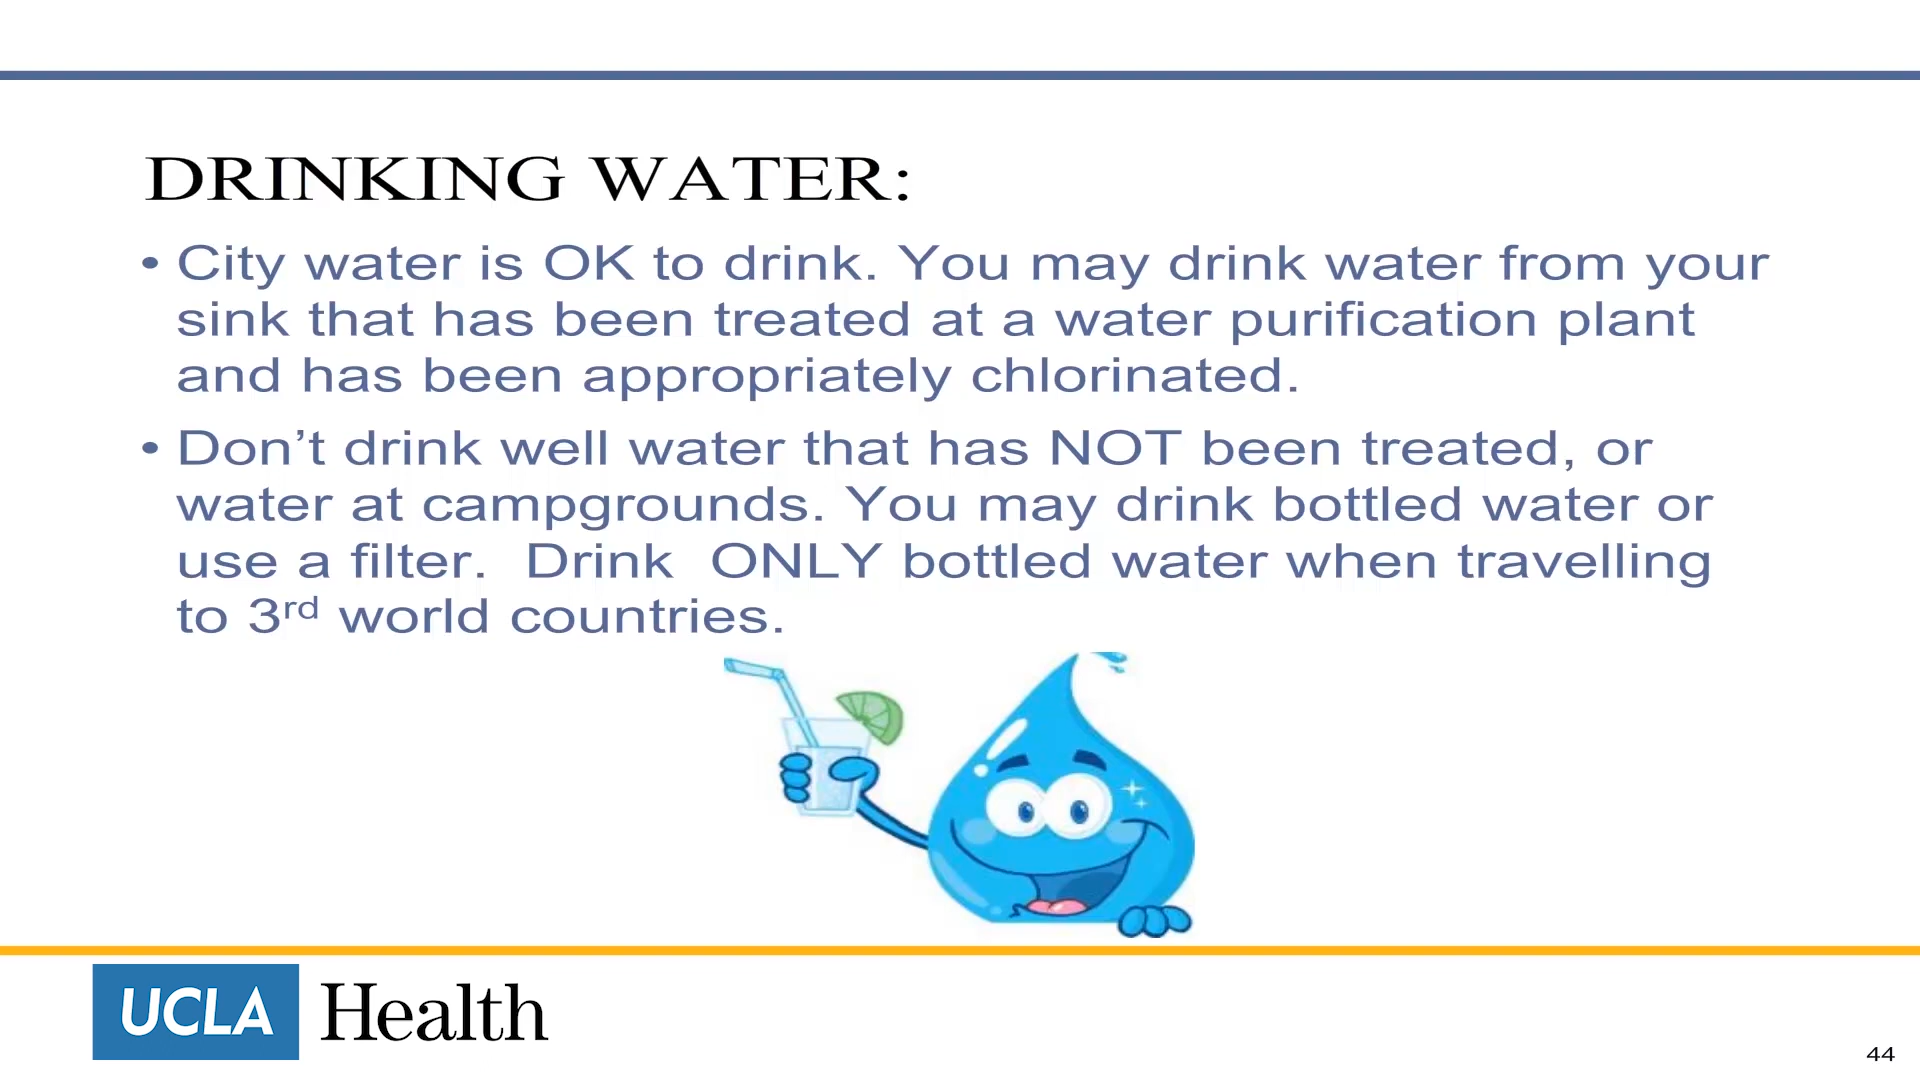 DRINKING WATER:
• City water is OK to drink. You may drink water from your
sink that has been treated at a water purification plant
and has been appropriately chlorinated.
• Don’t drink well water that has NOT been treated, or
water at campgrounds. You may drink bottled water or
use a filter.  Drink  ONLY bottled water when travelling
to 3rd world countries.
UCLA Health
44